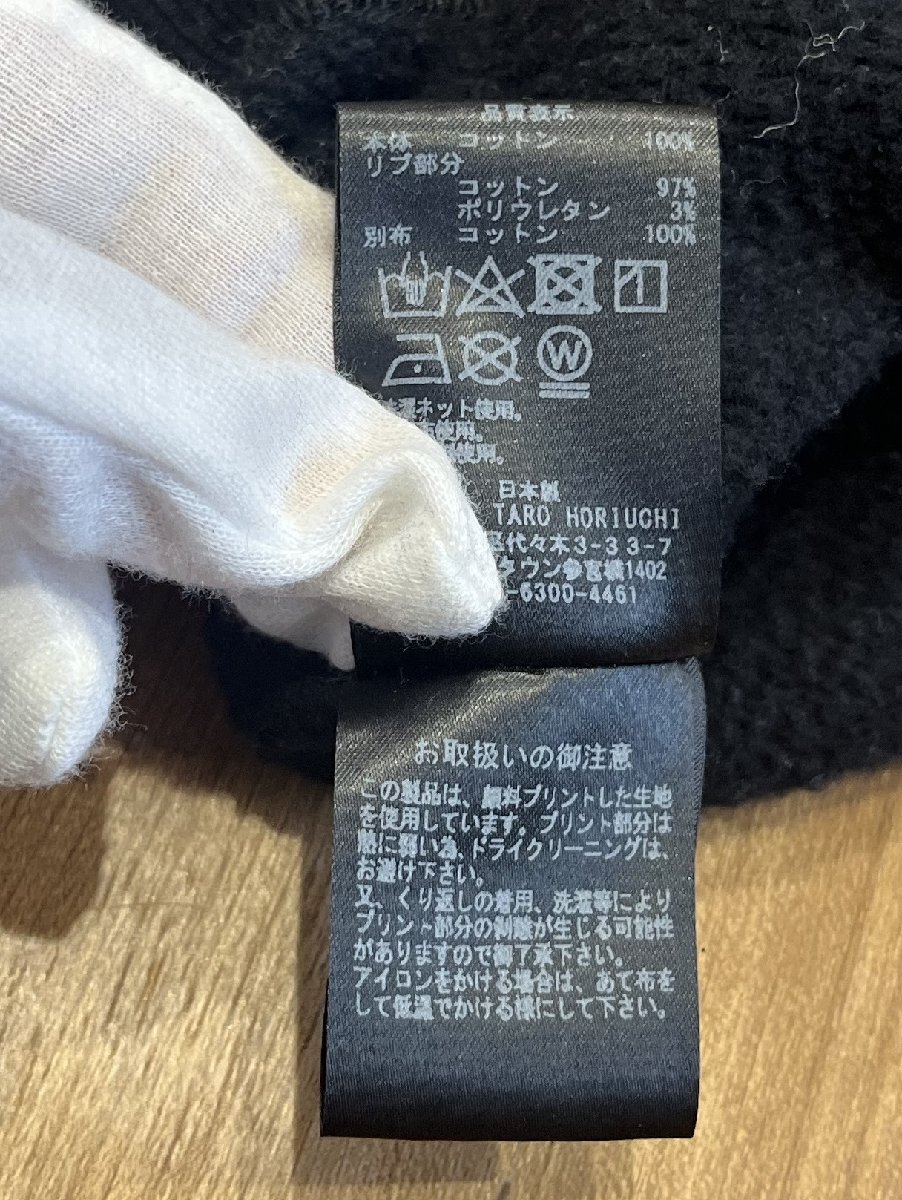 品質表示
本体 コットン 100%
リブ部分
コットン 97%
ポリウレタン 3%
別布 コットン 100%
W
ネット使用。
使用。
使用。
日本製
TARO HORIUCHI
代々木3-33-7
タウン参宮橋1402
-6300-4461
お取扱いの御注意
この製品は、顔料プリントした生地
を使用しています。プリント部分は
熱に弱い為、ドライクリーニングは、
お避け下さい。
又、くり返しの着用、洗濯等により
プリント部分の剥離が生じる可能性
がありますので御了承下さい。
アイロンをかける場合は、あて布を
して低温でかける様にして下さい。